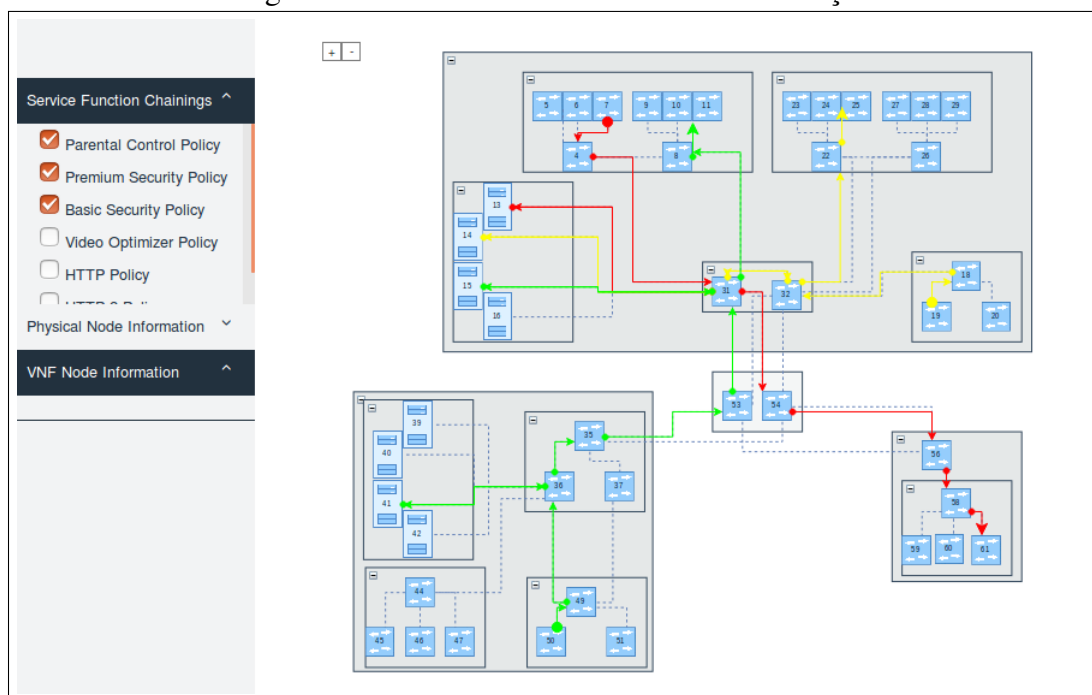 + -
Service Function Chainings
Parental Control Policy
Premium Security Policy
Basic Security Policy
Video Optimizer Policy
HTTP Policy
Physical Node Information
VNF Node Information
5 6 7 9 10 11 23 24 25 27 28 29
4 8 22 26
13
14
15
16
31 32
18
19 20
53 54
39
40
41
42
35
36 37
56
58
59 60 61
44
45 46 47
49
50 51